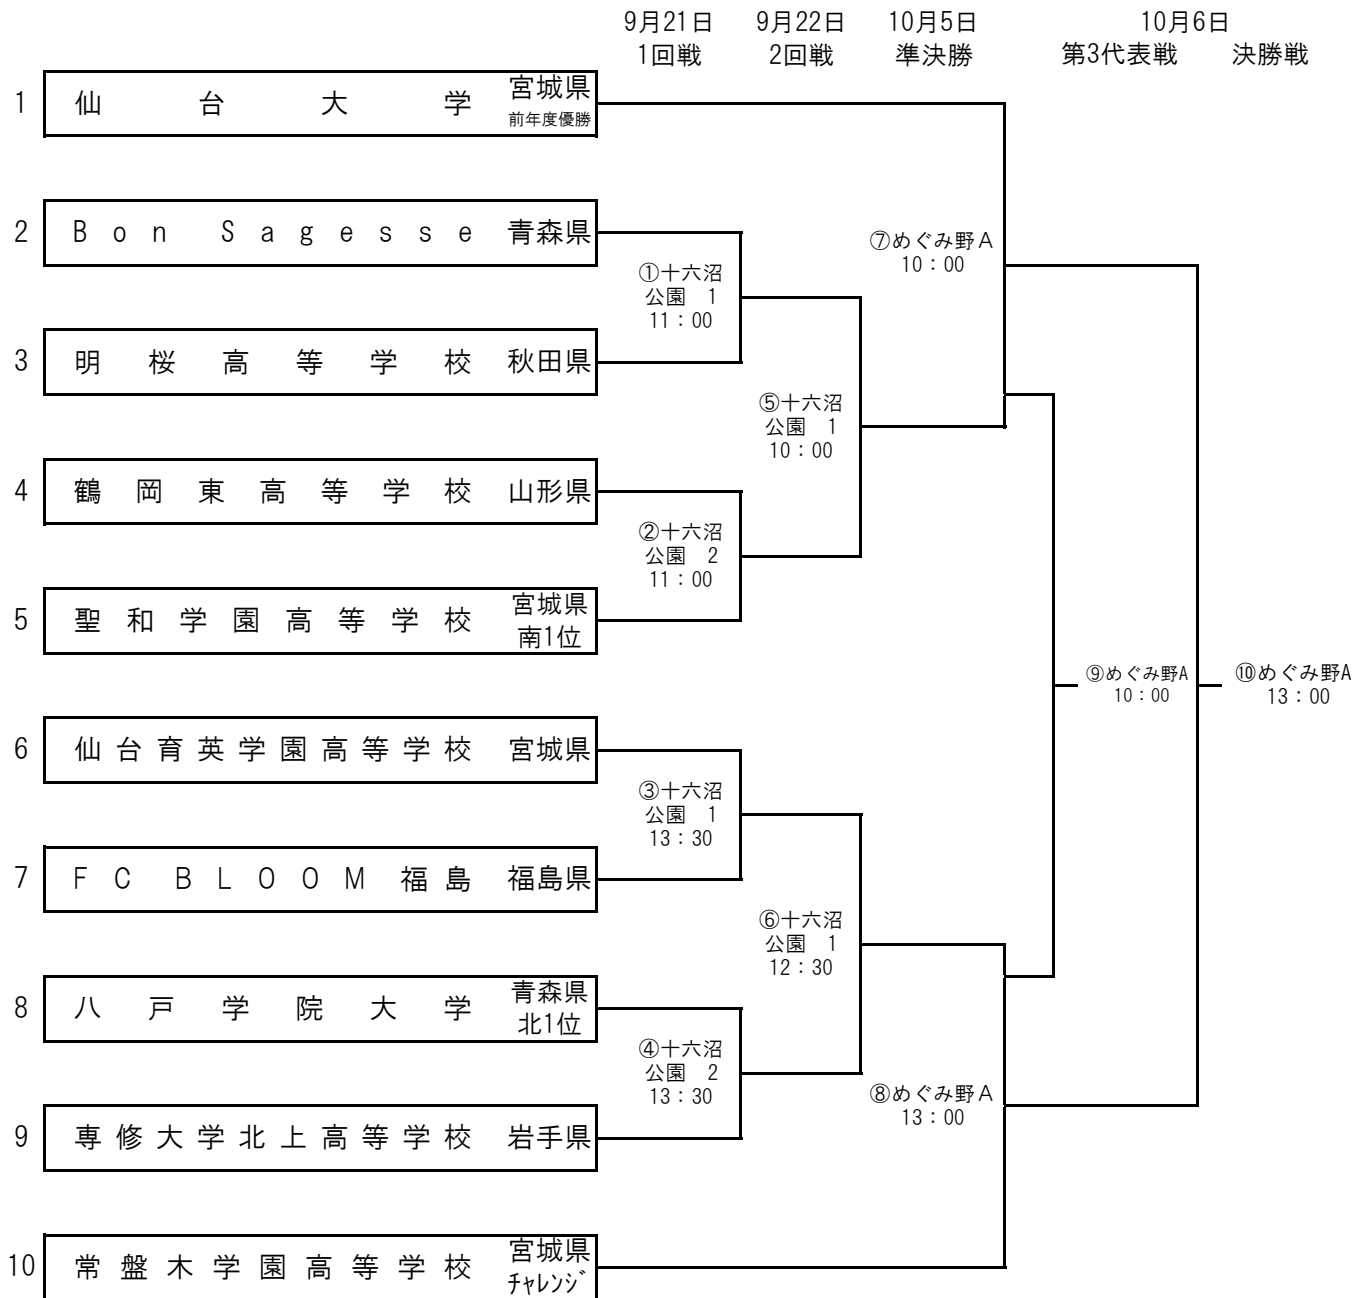 9月21日 9月22日 10月5日 10月6日
1回戦 2回戦 準決勝 第3代表戦 決勝戦
1 仙台大学 宮城県
前年度優勝
2 Bon Sagesse 青森県
⑦めぐみ野A
10：00
①十六沼
公園 1
11：00
3 明桜高等学校 秋田県
⑤十六沼
公園 1
10：00
4 鶴岡東高等学校 山形県
②十六沼
公園 2
11：00
5 聖和学園高等学校 宮城県
南1位
⑨めぐみ野A ⑩めぐみ野A
10：00 13：00
6 仙台育英学園高等学校 宮城県
③十六沼
公園 1
13：30
7 FC BLOOM福島 福島県
⑥十六沼
公園 1
12：30
8 八戸学院大学 青森県
北1位
④十六沼
公園 2
13：30
⑧めぐみ野A
13：00
9 専修大学北上高等学校 岩手県
10 常盤木学園高等学校 宮城県
ﾁｬﾚﾝｼﾞ